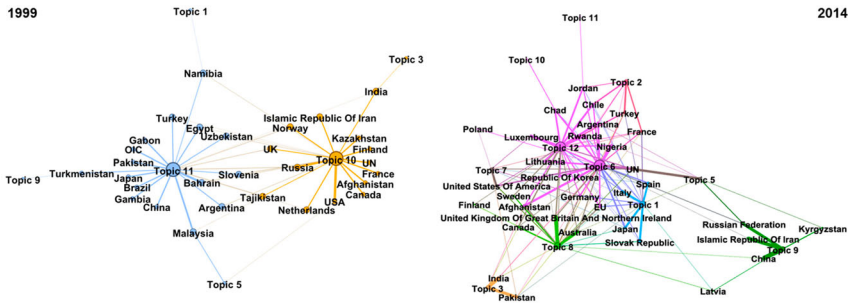 1999
Topic 1
Topic 3
Namibia
India
Turkey
Islamic Republic Of Iran
Egypt
Norway
Uzbekistan
Kazakhstan
Gabon
OIC
UK
Finland
Pakistan
Topic 11
Topic 10
UN
Turkmenistan
Russia
France
Topic 9
Japan
Bahrain
Slovenia
Afghanistan
Brazil
Tajikistan
Canada
Gambia
USA
China
Argentina
Netherlands
Malaysia
Topic 5
2014
Topic 11
Topic 10
Topic 2
Jordan
Chad
Chile
Turkey
Poland
Argentina
Luxembourg
Rwanda
France
Topic 12
Nigeria
Lithuania
Topic 7
Topic 6
UN
Republic Of Korea
Topic 5
United States Of America
Spain
Sweden
Italy
Finland
Afghanistan
Germany
EU
Topic 1
United Kingdom Of Great Britain And Northern Ireland
Russian Federation
Kyrgyzstan
Canada
Australia
Japan
Topic 8
Slovak Republic
Islamic Republic Of Iran
Topic 9
China
India
Topic 3
Pakistan
Latvia